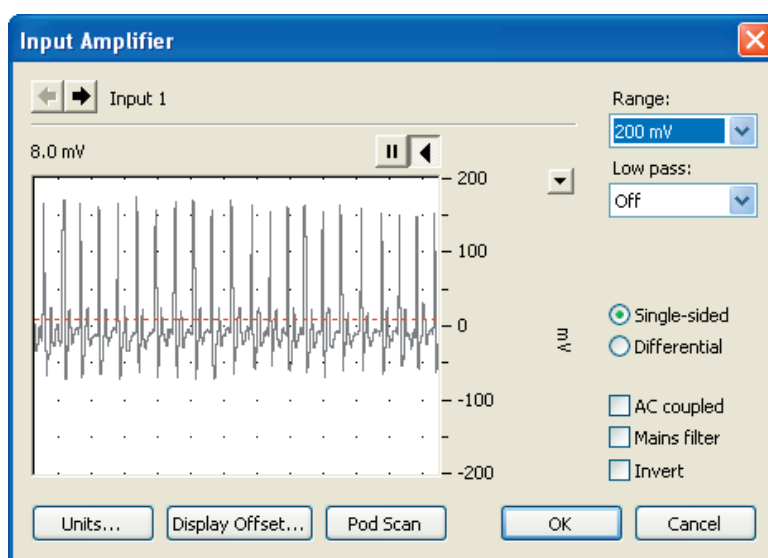 Input Amplifier
Input 1
8.0 mV
200
100
0
-100
-200
mV
Range:
200 mV
Low pass:
Off
Single-sided
Differential
AC coupled
Mains filter
Invert
Units...
Display Offset...
Pod Scan
OK
Cancel